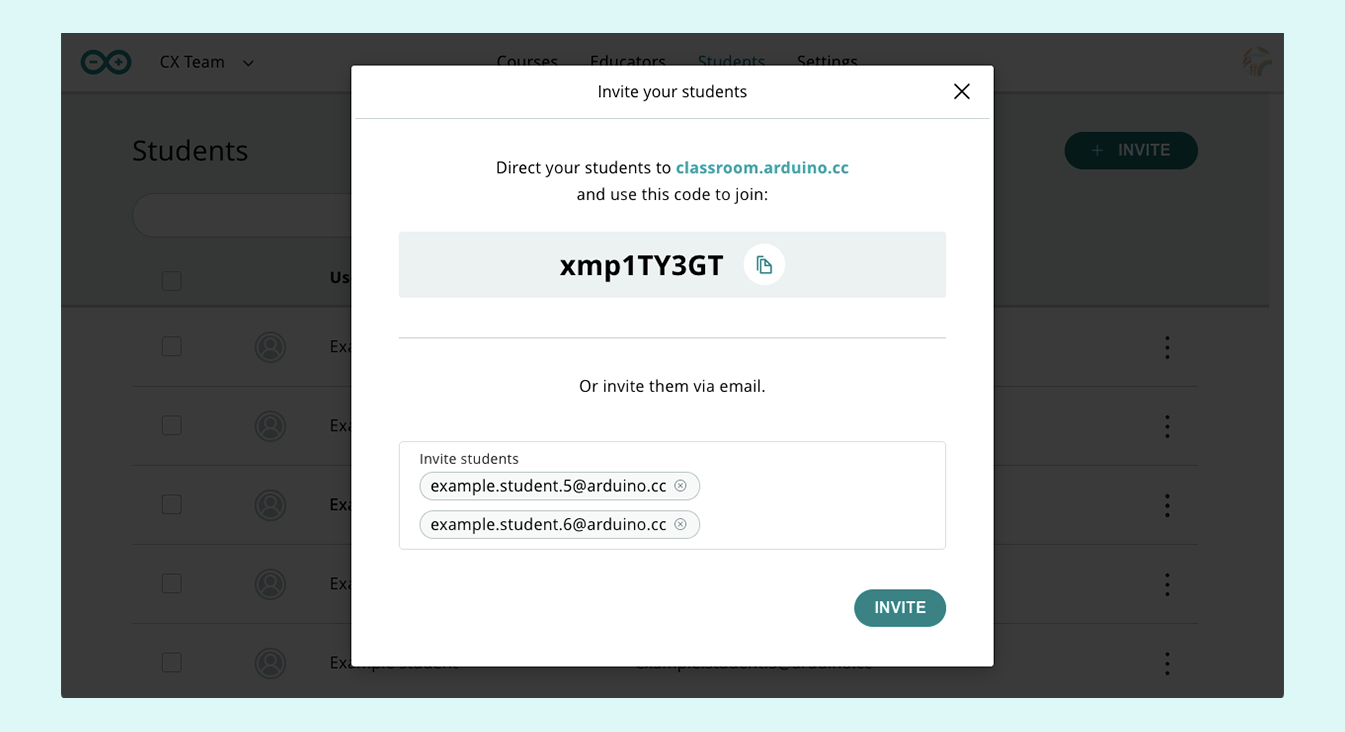 CX Team
Courses Educators Students Settings
Invite your students
Students
INVITE
Direct your students to classroom.arduino.cc
and use this code to join:
xmp1TY3GT
Us
Exa
Or invite them via email.
Exa
Invite students
example.student.5@arduino.cc
Exa
example.student.6@arduino.cc
Exa
INVITE
Example student